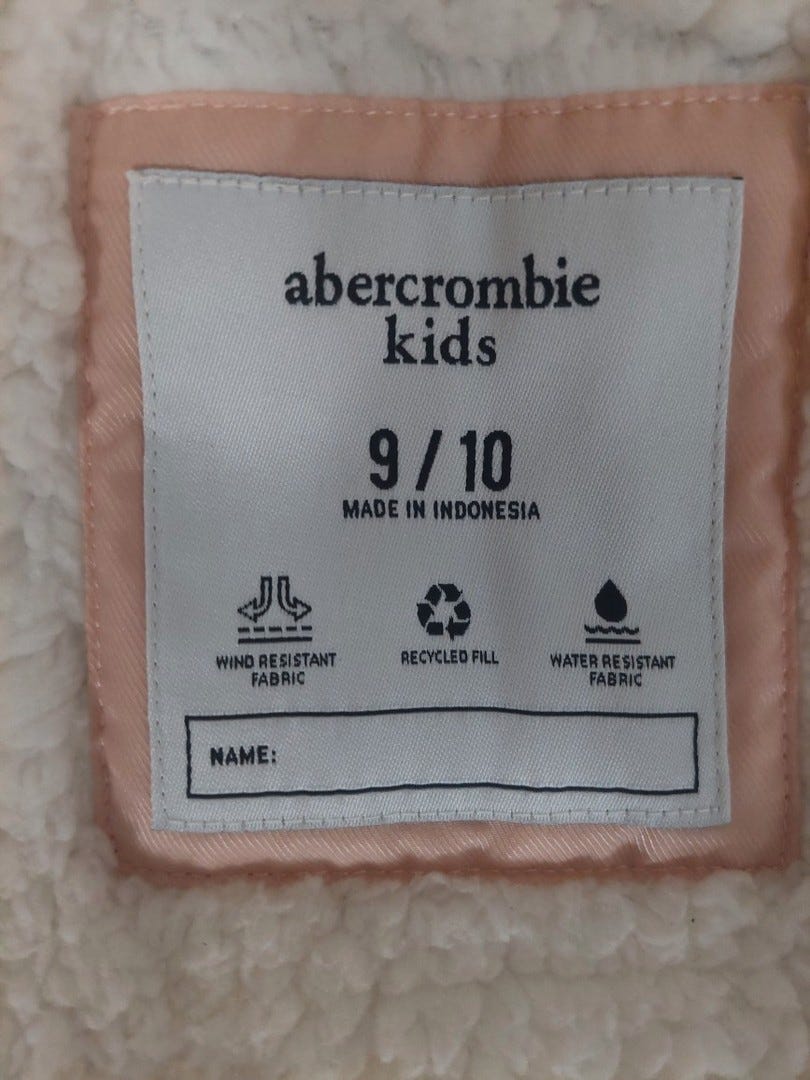 abercrombie
kids
9 / 10
MADE IN INDONESIA
WIND RESISTANT
FABRIC
RECYCLED FILL
WATER RESISTANT
FABRIC
NAME: